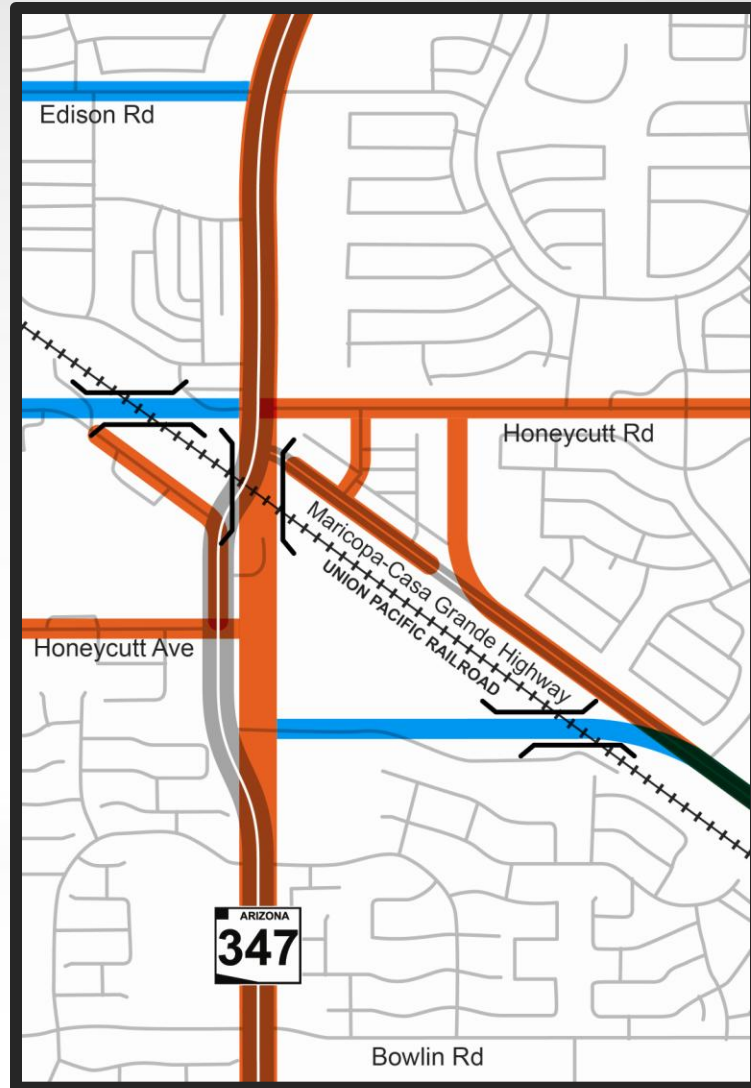 Edison Rd
Honeycutt Rd
Maricopa-Casa Grande Highway
UNION PACIFIC RAILROAD
Honeycutt Ave
ARIZONA
347
Bowlin Rd